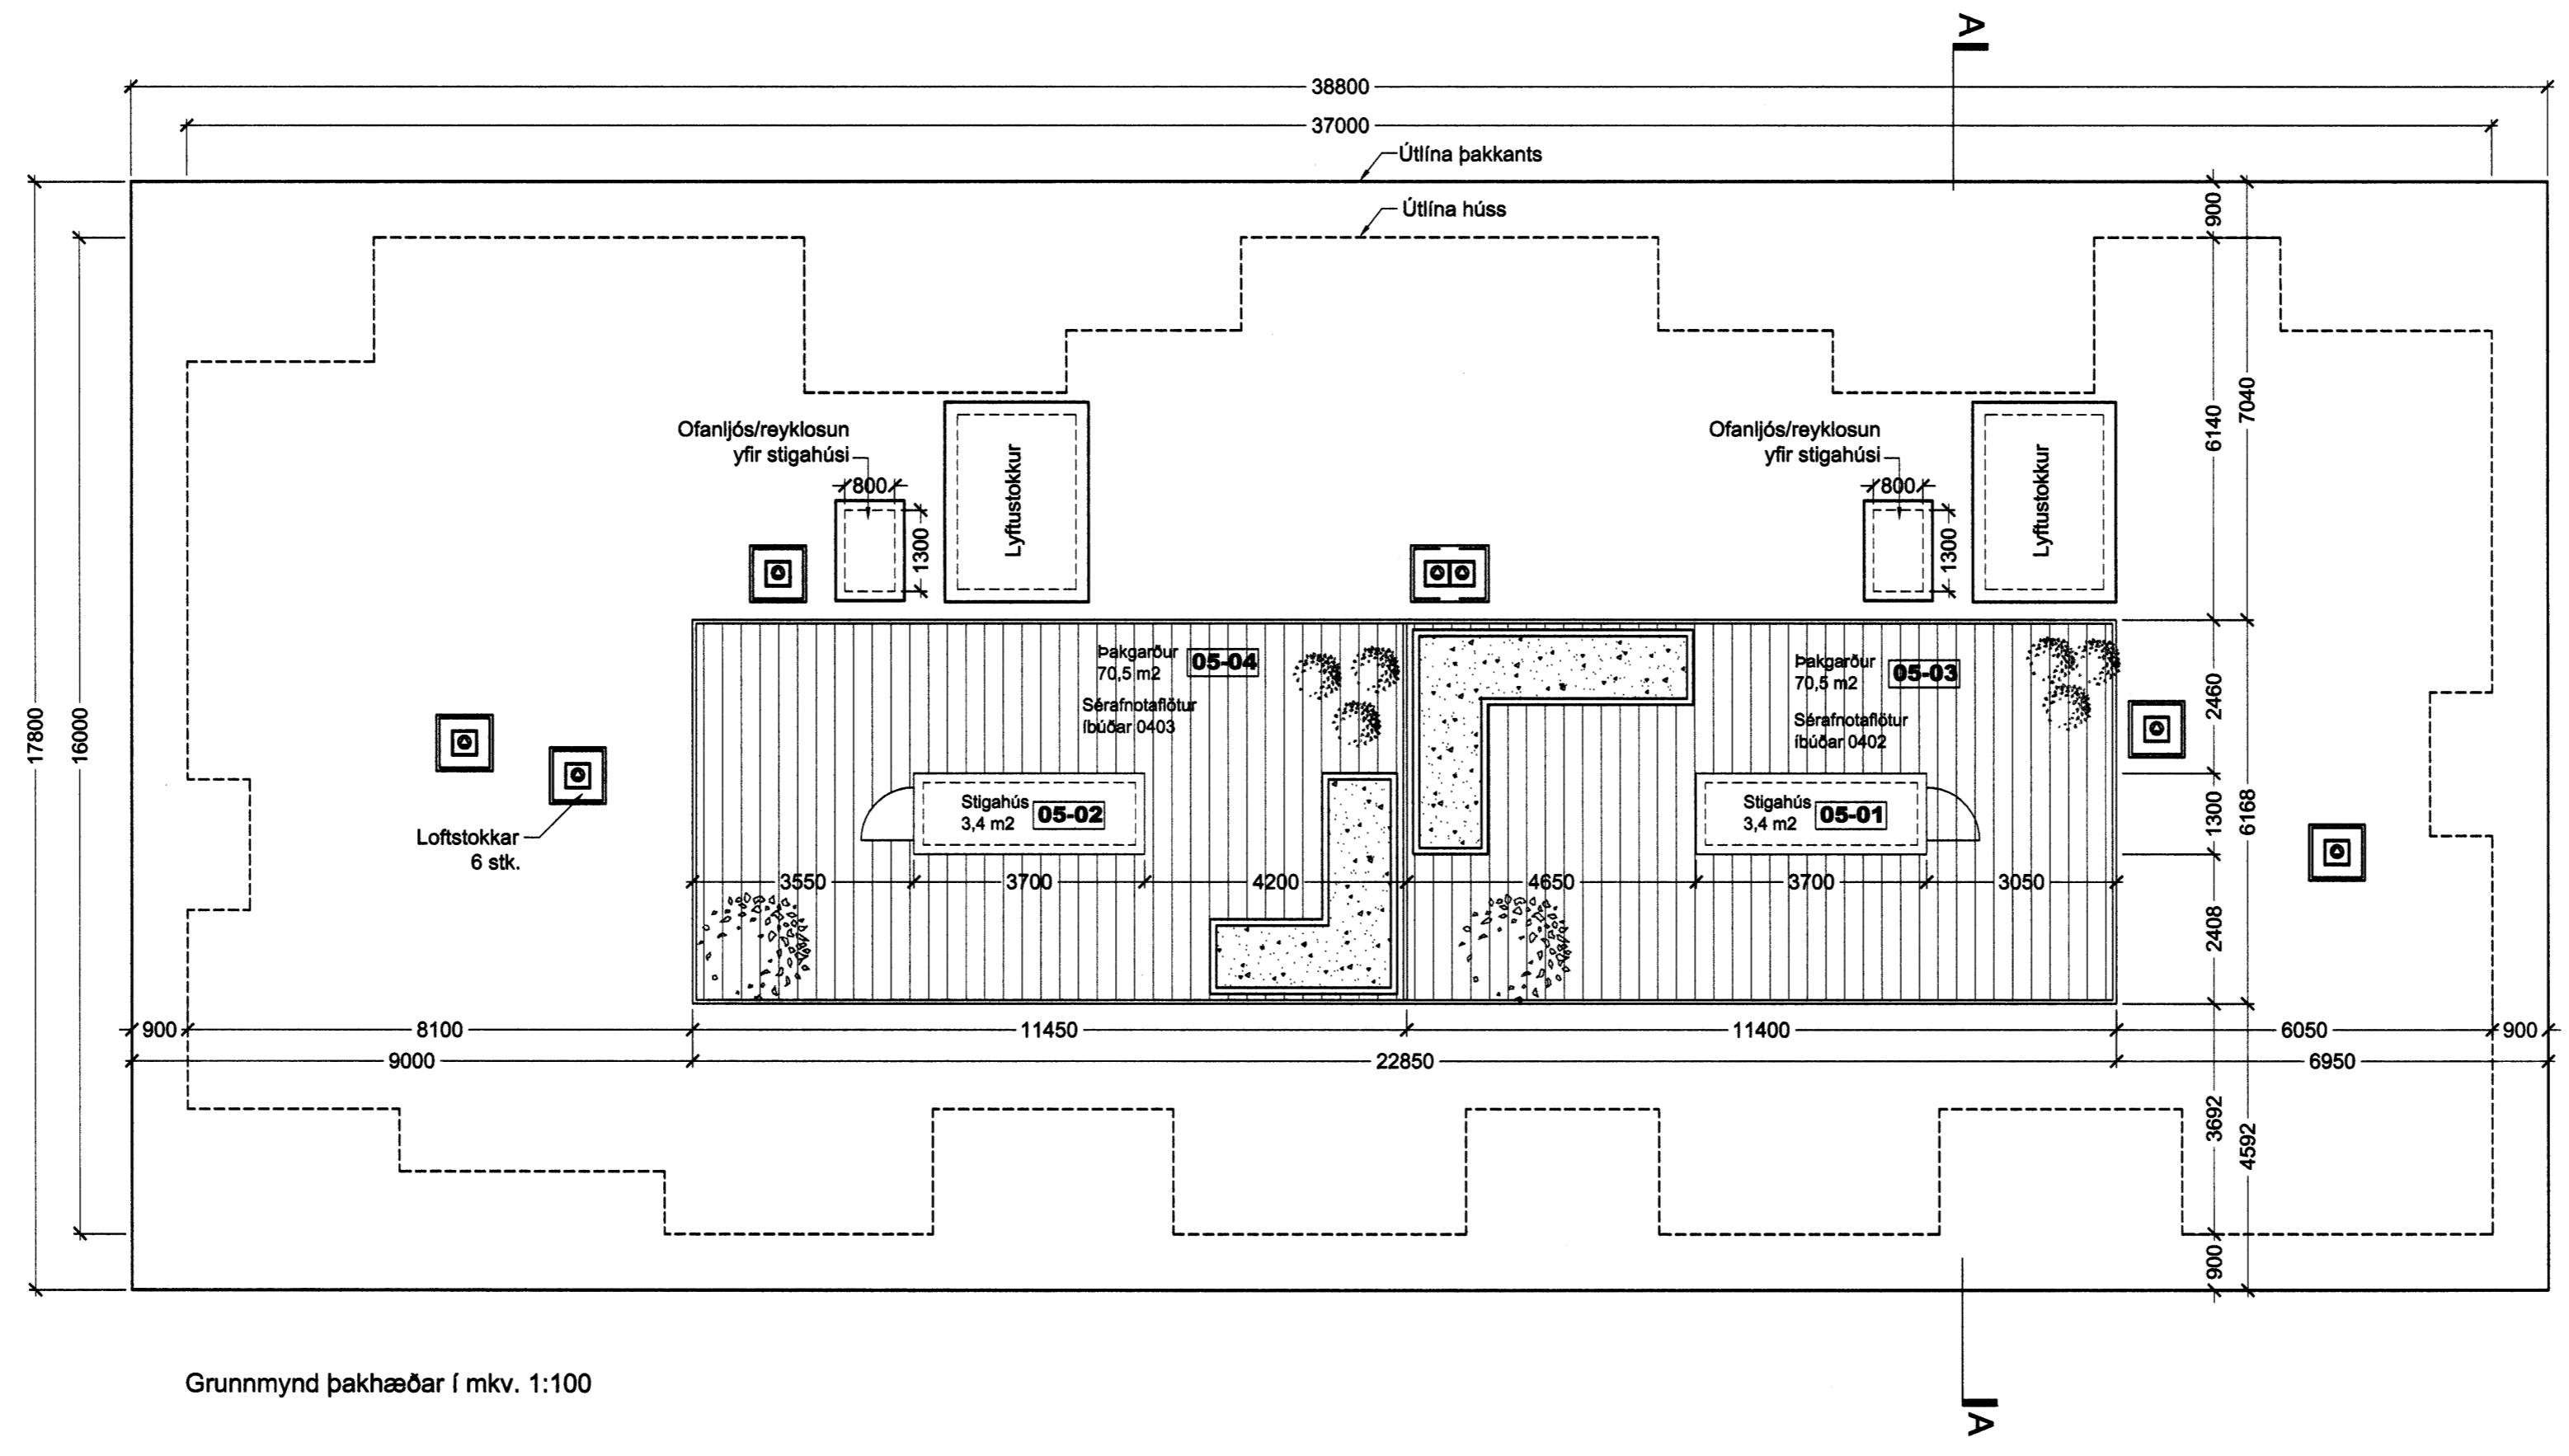 A
38800
37000
Útlína þakkants
Útlína húss
900
7040
6140
17800
16000
Ofanljós/reyklosun
yfir stigahúsi
800
1300
Lyftustokkur
Ofanljós/reyklosun
yfir stigahúsi
800
1300
Lyftustokkur
Þakgarður
70,5 m2
05-04
Sérafnotaflötur
íbúðar 0403
Þakgarður
70,5 m2
05-03
Sérafnotaflötur
íbúðar 0402
2460
1300
6168
2408
Loftstokkar
6 stk.
Stigahús
3,4 m2
05-02
Stigahús
3,4 m2
05-01
3550
3700
4200
4650
3700
3050
900
8100
11450
11400
6050
900
9000
22850
6950
3692
4592
900
Grunnmynd þakhæðar í mkv. 1:100
A